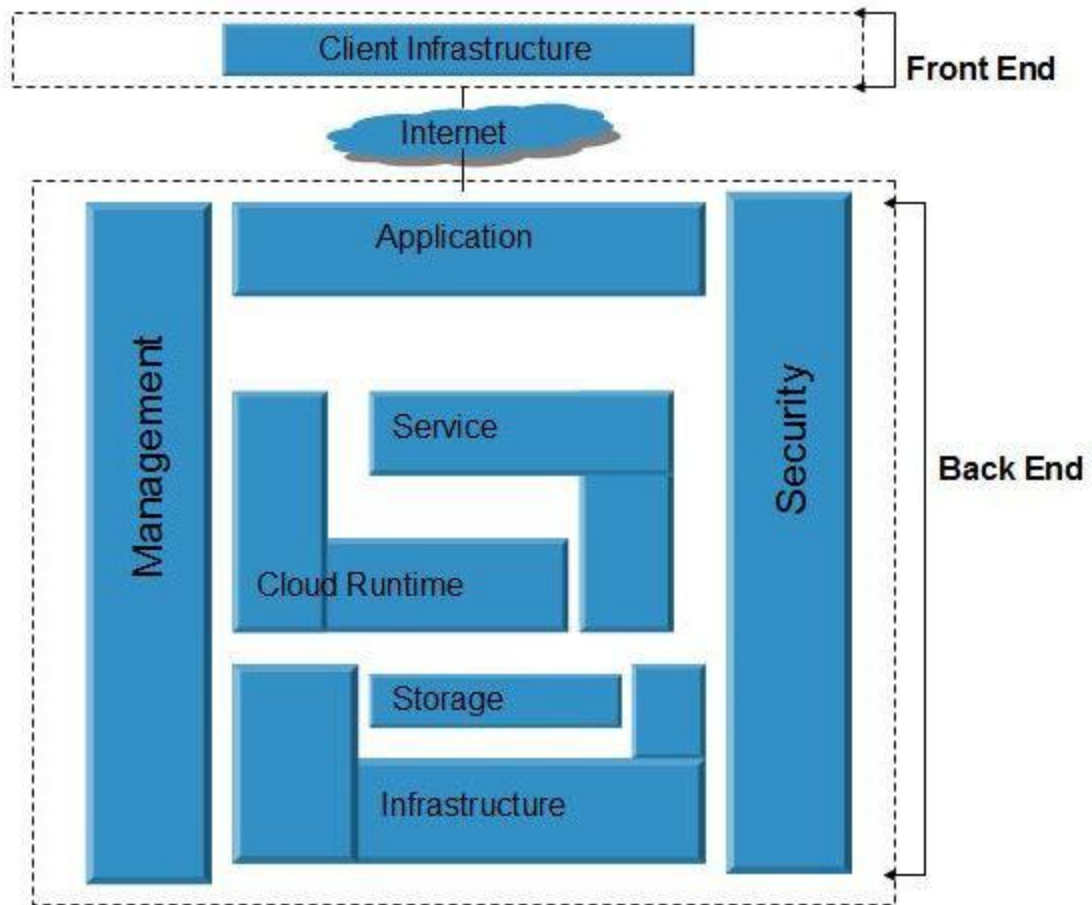 Client Infrastructure
Front End
Internet
Application
Management
Service
Security
Back End
Cloud Runtime
Storage
Infrastructure